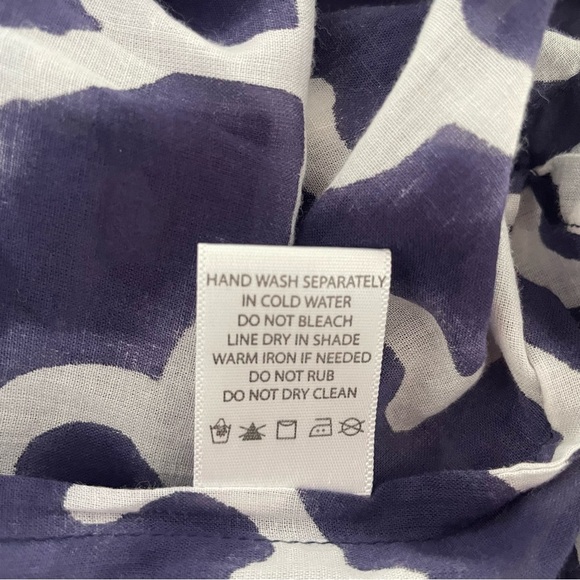 HAND WASH SEPARATELY
IN COLD WATER
DO NOT BLEACH
LINE DRY IN SHADE
WARM IRON IF NEEDED
DO NOT RUB
DO NOT DRY CLEAN